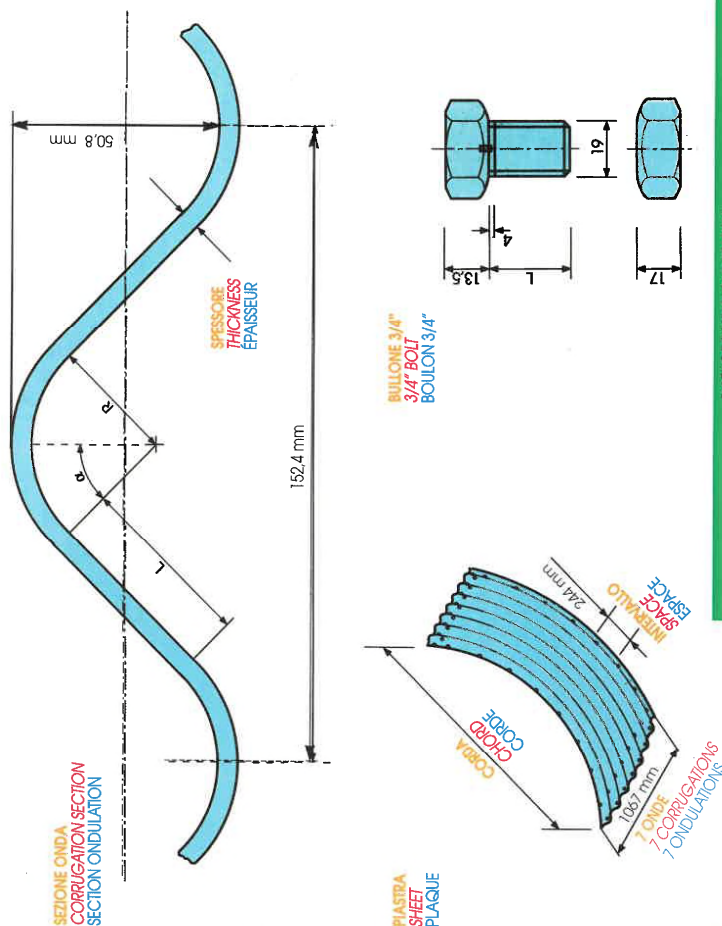 SEZIONE ONDA
CORRUGATION SECTION
SECTION ONDULATION
50,8 mm
152,4 mm
R
α
L
SPESSORE
THICKNESS
ÉPAISSEUR
PIASTRA
SHEET
PLAQUE
CORDA
CHORD
CORDE
244 mm
INTERVALLO
SPACE
ESPACE
1067 mm
7 ONDE
7 CORRUGATIONS
7 ONDULATIONS
BULLONE 3/4"
3/4" BOLT
BOULON 3/4"
13,5
4
L
19
17